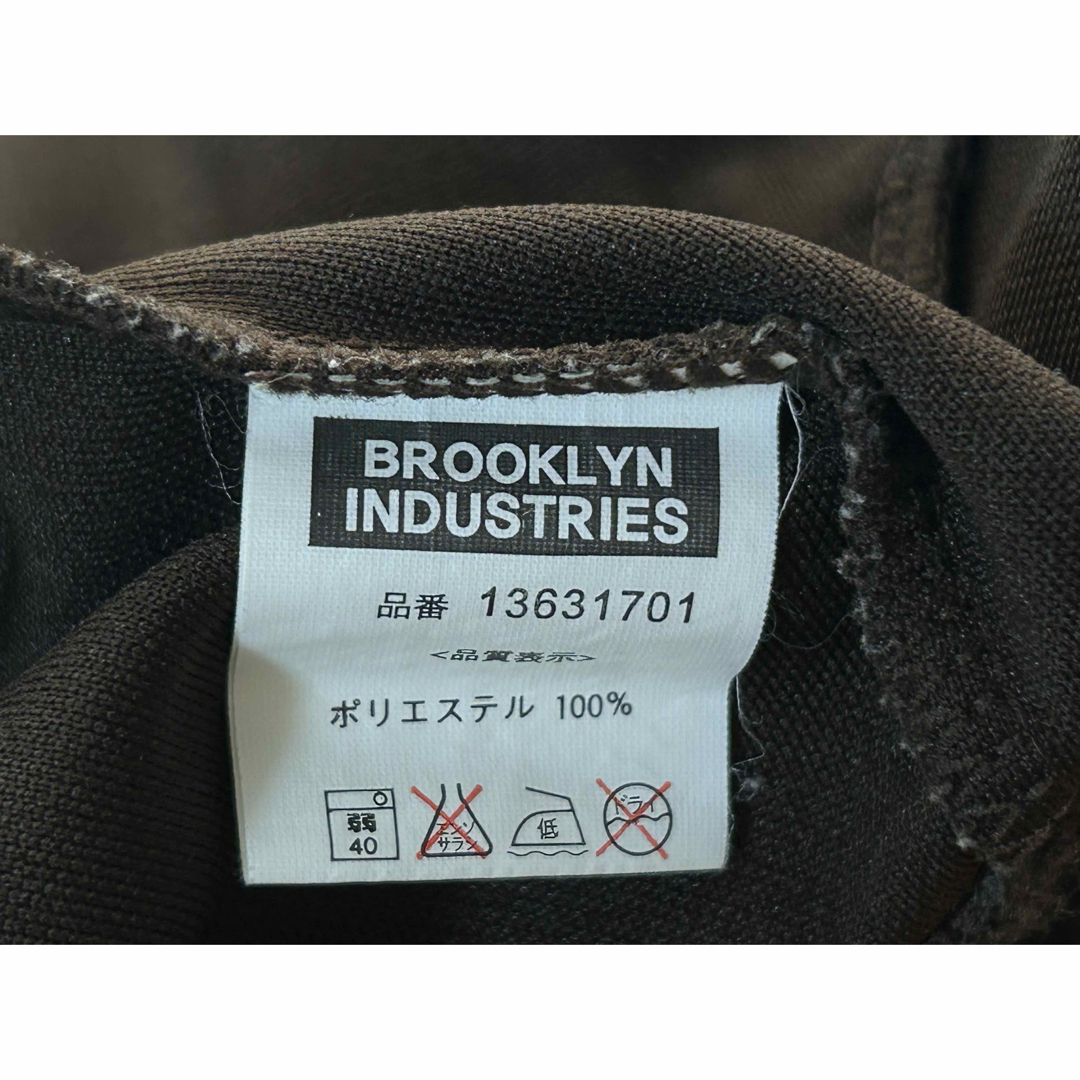 BROOKLYN
INDUSTRIES
品番 13631701
<品質表示>
ポリエステル 100%
弱
40
エンソ
サラシ
低
ドライ